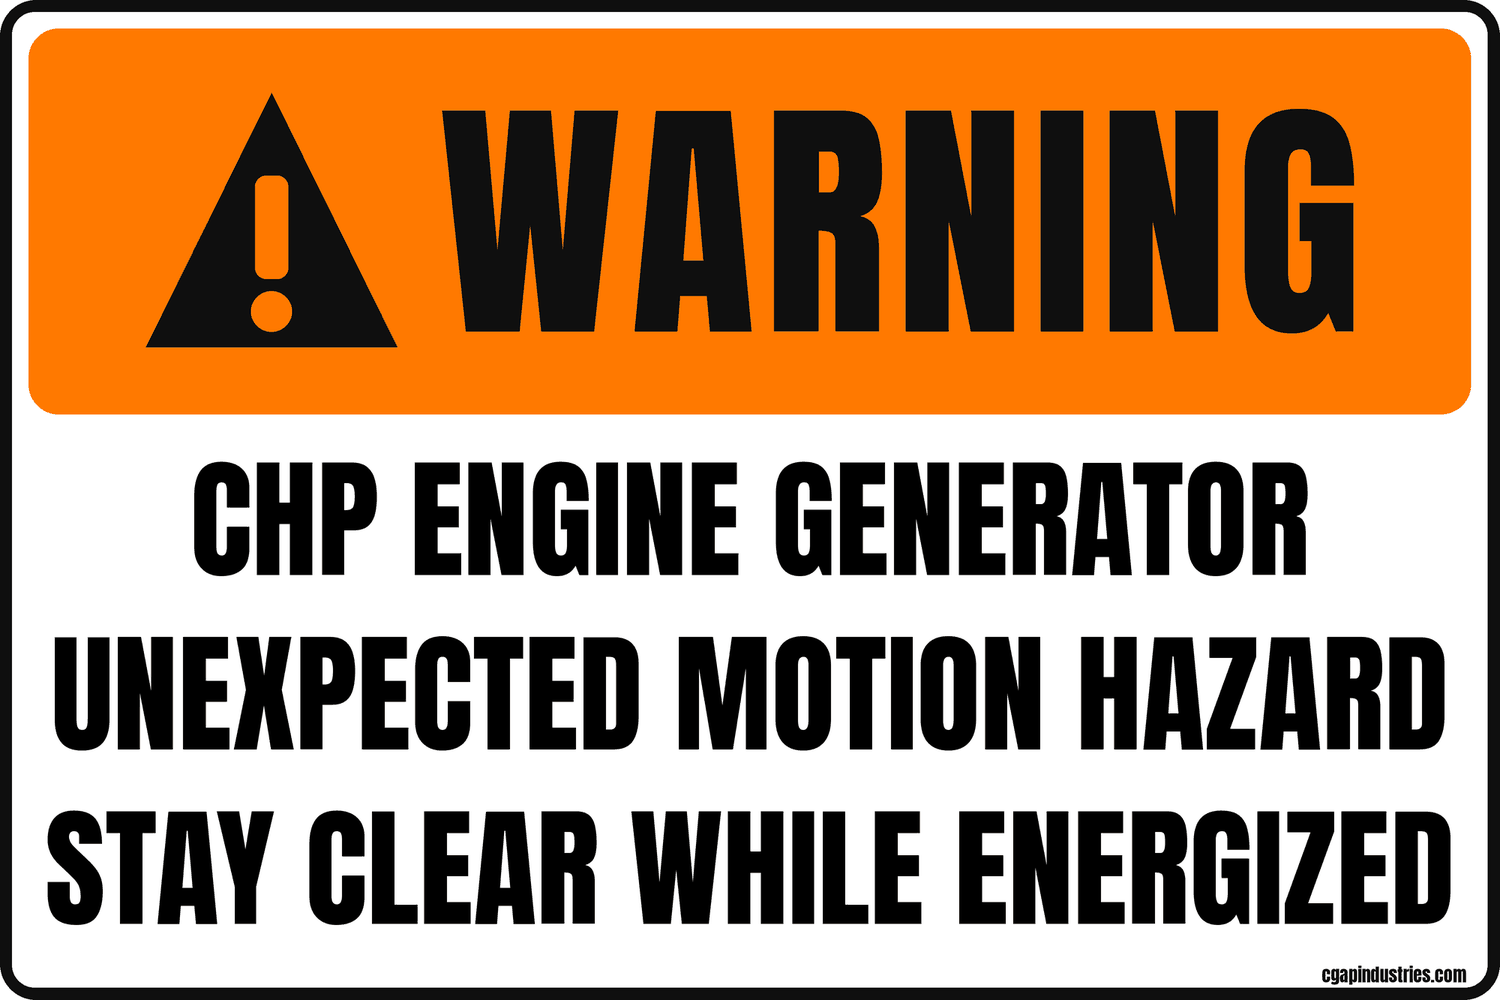 WARNING
CHP ENGINE GENERATOR
UNEXPECTED MOTION HAZARD
STAY CLEAR WHILE ENERGIZED
cgapindustries.com